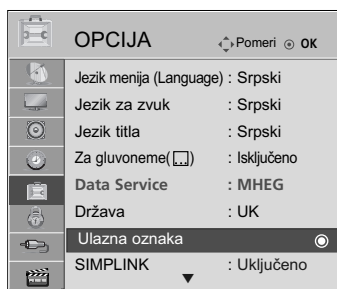 OPCIJA Pomeri OK
Jezik menija (Language) : Srpski
Jezik za zvuk : Srpski
Jezik titla : Srpski
Za gluvoneme( ) : Isključeno
Data Service : MHEG
Država : UK
Ulazna oznaka
SIMPLINK : Uključeno